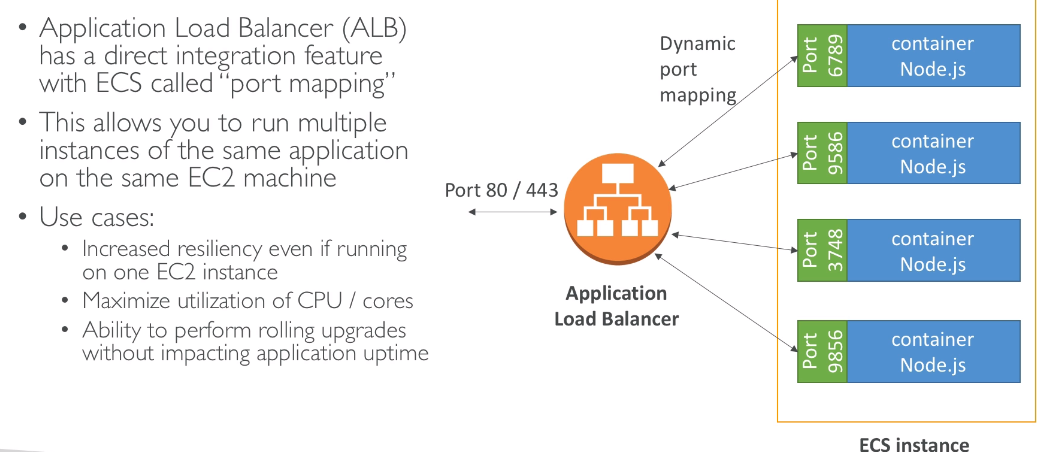 • Application Load Balancer (ALB)
has a direct integration feature
with ECS called “port mapping”
• This allows you to run multiple
instances of the same application
on the same EC2 machine
• Use cases:
• Increased resiliency even if running
on one EC2 instance
• Maximize utilization of CPU / cores
• Ability to perform rolling upgrades
without impacting application uptime
Port 80 / 443
Application
Load Balancer
Dynamic
port
mapping
Port
6789
container
Node.js
Port
9586
container
Node.js
Port
3748
container
Node.js
Port
9856
container
Node.js
ECS instance